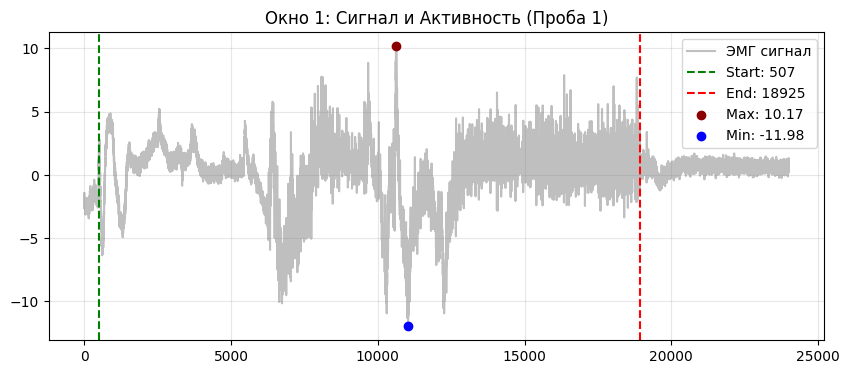 Окно 1: Сигнал и Активность (Проба 1)
ЭМГ сигнал
Start: 507
End: 18925
Max: 10.17
Min: -11.98
10
5
0
−5
−10
0
5000
10000
15000
20000
25000